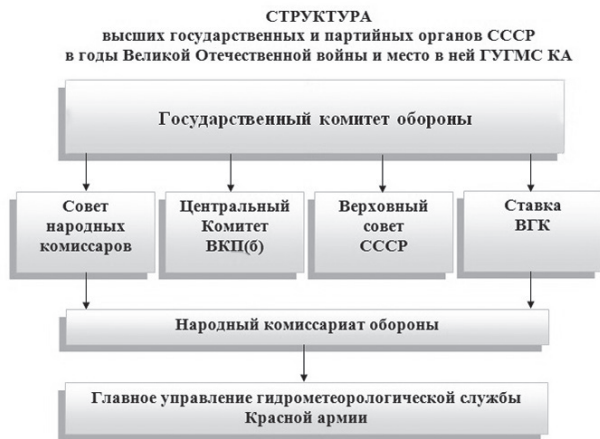 СТРУКТУРА
высших государственных и партийных органов СССР
в годы Великой Отечественной войны и место в ней ГУГМС КА
Государственный комитет обороны
Совет
народных
комиссаров
Центральный
Комитет
ВКП(б)
Верховный
совет
СССР
Ставка
ВГК
Народный комиссариат обороны
Главное управление гидрометеорологической службы
Красной армии